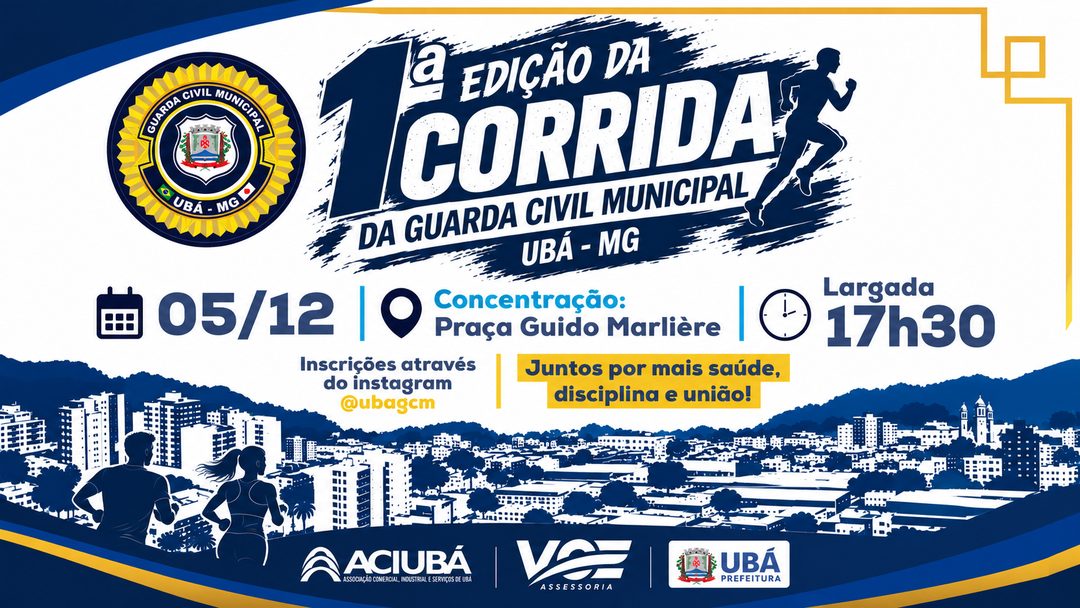 GUARDA CIVIL MUNICIPAL
UBÁ - MG
1ª EDIÇÃO DA
CORRIDA
DA GUARDA CIVIL MUNICIPAL
UBÁ - MG
05/12
Concentração:
Praça Guido Marlière
Largada
17h30
Inscrições através
do instagram
@ubagcm
Juntos por mais saúde,
disciplina e união!
ACIUBÁ
ASSOCIAÇÃO COMERCIAL, INDUSTRIAL E SERVIÇOS DE UBÁ
VOE
ASSESSORIA
UBÁ
PREFEITURA